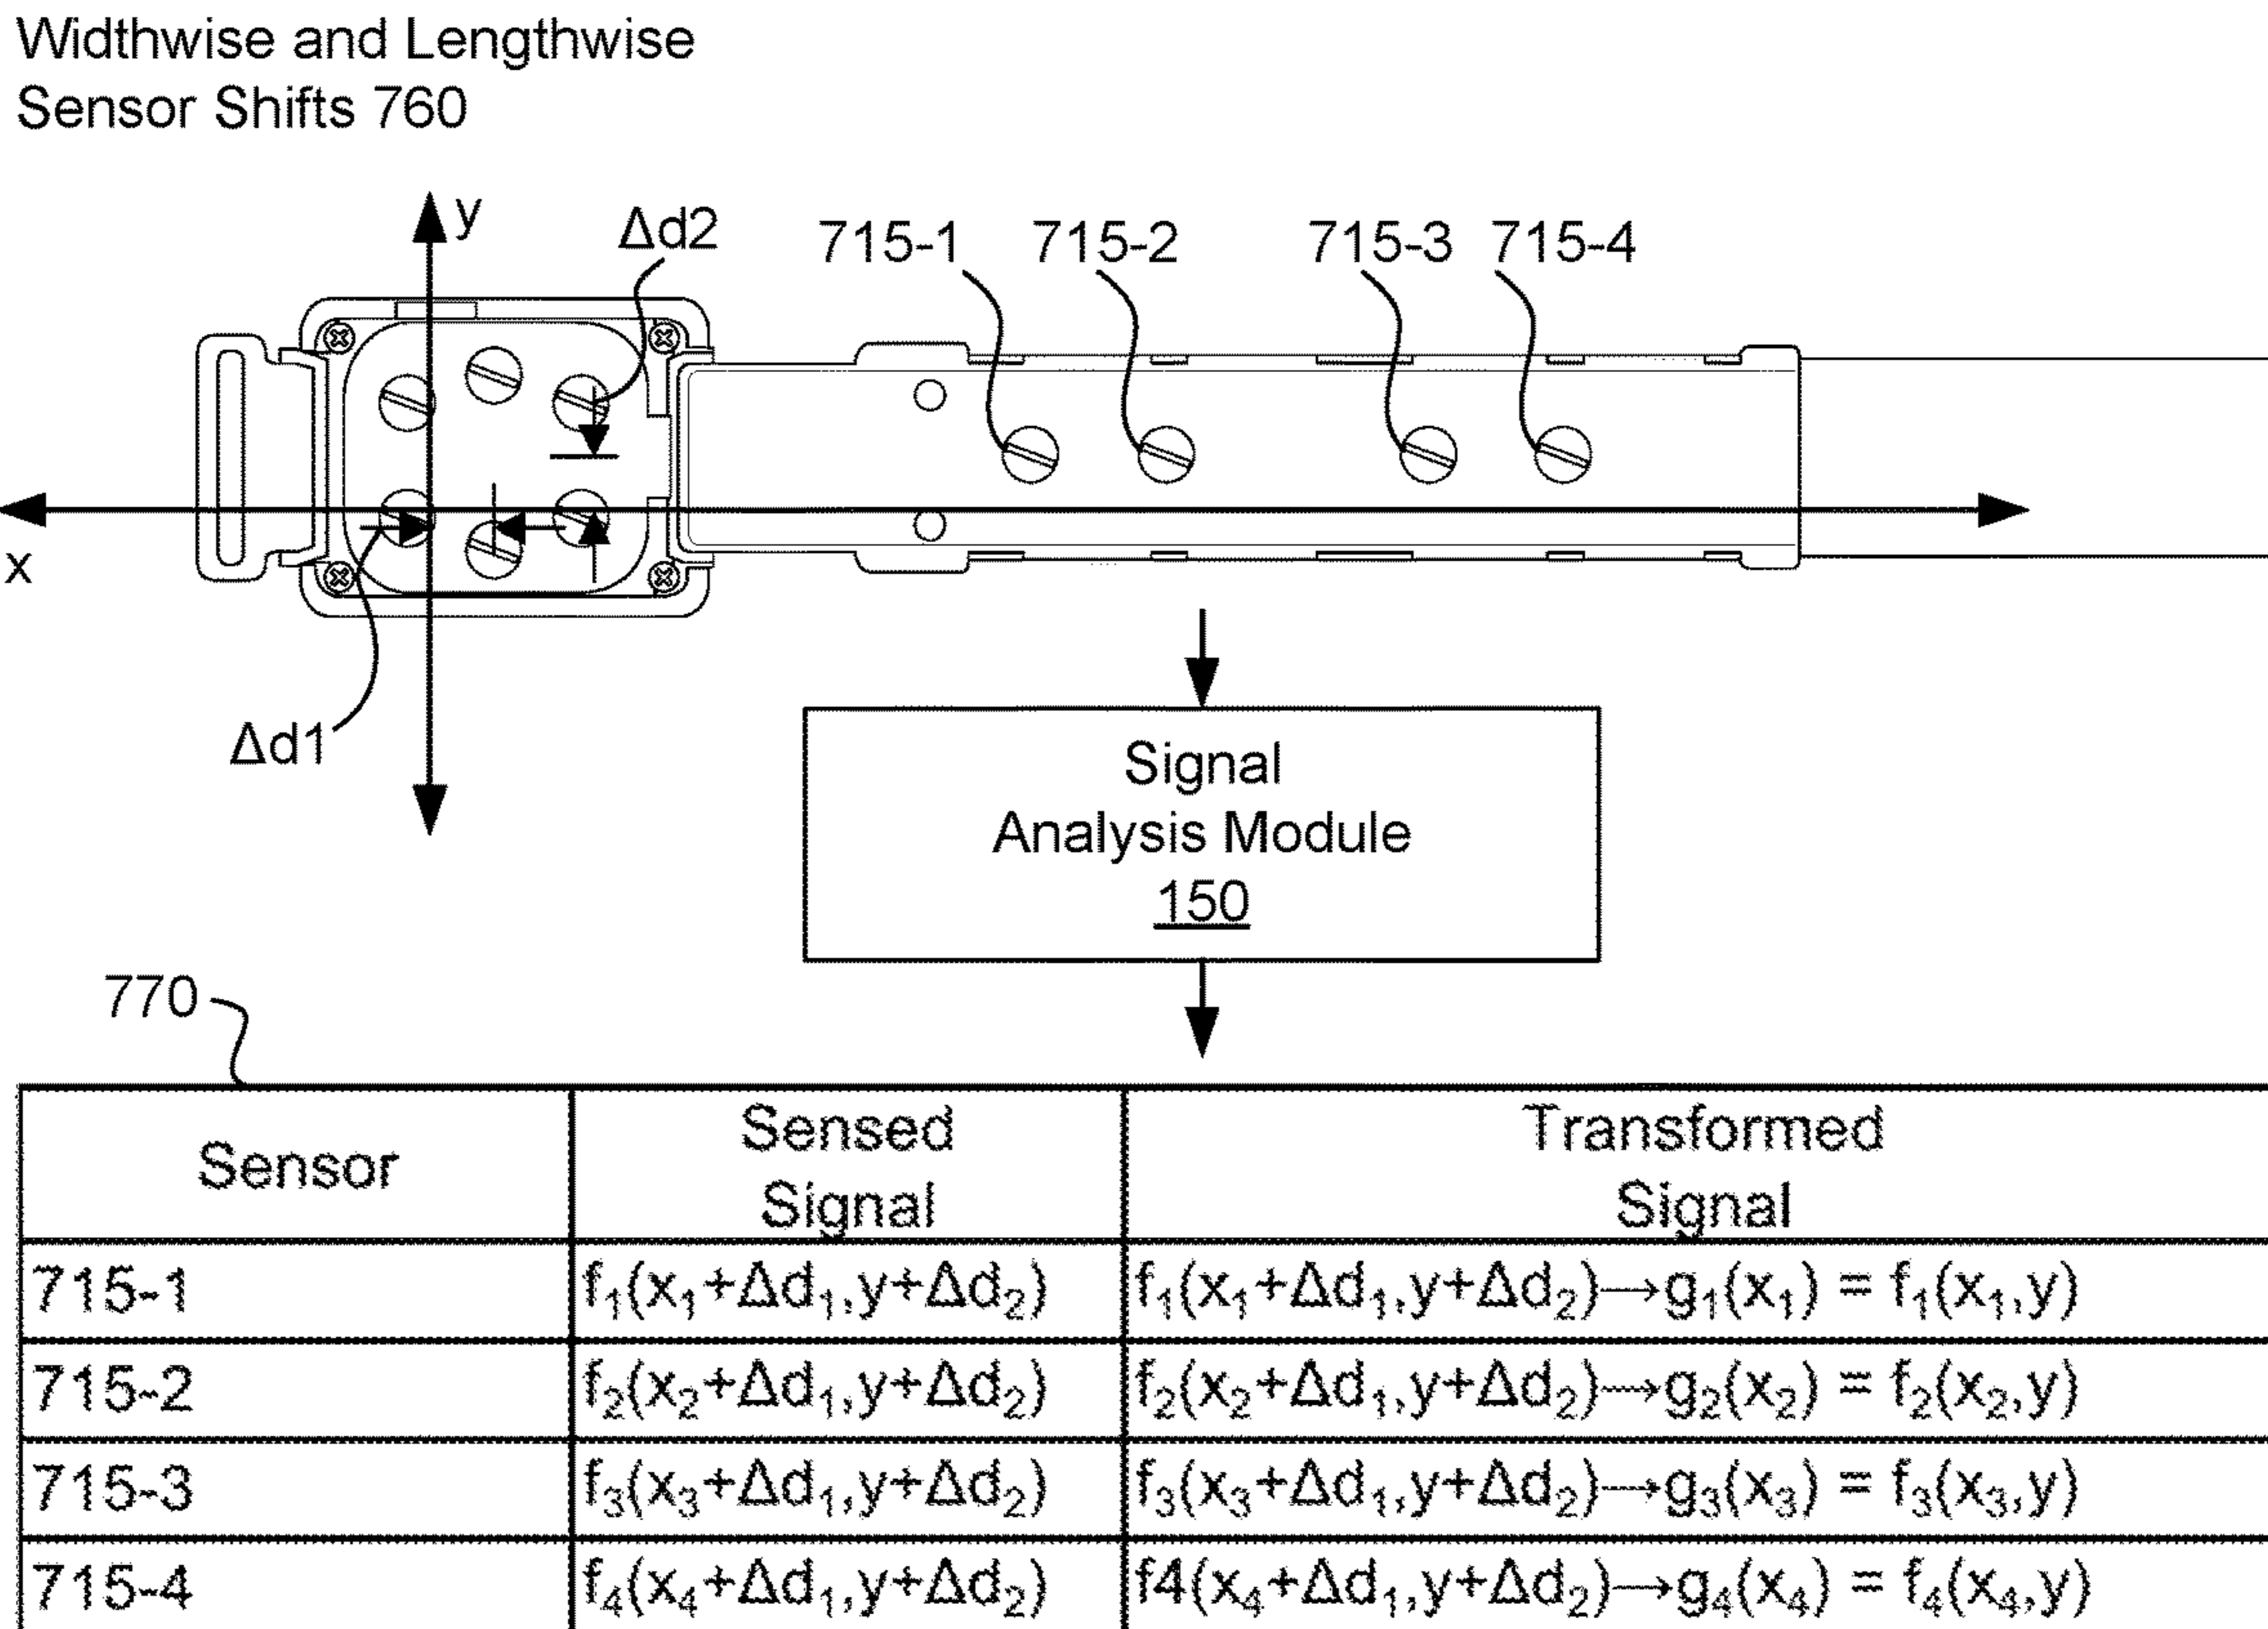 Widthwise and Lengthwise
Sensor Shifts 760
y
Δd2
715-1
715-2
715-3
715-4
x
Δd1
Signal
Analysis Module
150
770
Sensor
Sensed
Signal
Transformed
Signal
715-1
f₁(x₁+Δd₁,y+Δd₂)
f₁(x₁+Δd₁,y+Δd₂)→g₁(x₁) = f₁(x₁,y)
715-2
f₂(x₂+Δd₁,y+Δd₂)
f₂(x₂+Δd₁,y+Δd₂)→g₂(x₂) = f₂(x₂,y)
715-3
f₃(x₃+Δd₁,y+Δd₂)
f₃(x₃+Δd₁,y+Δd₂)→g₃(x₃) = f₃(x₃,y)
715-4
f₄(x₄+Δd₁,y+Δd₂)
f4(x₄+Δd₁,y+Δd₂)→g₄(x₄) = f₄(x₄,y)